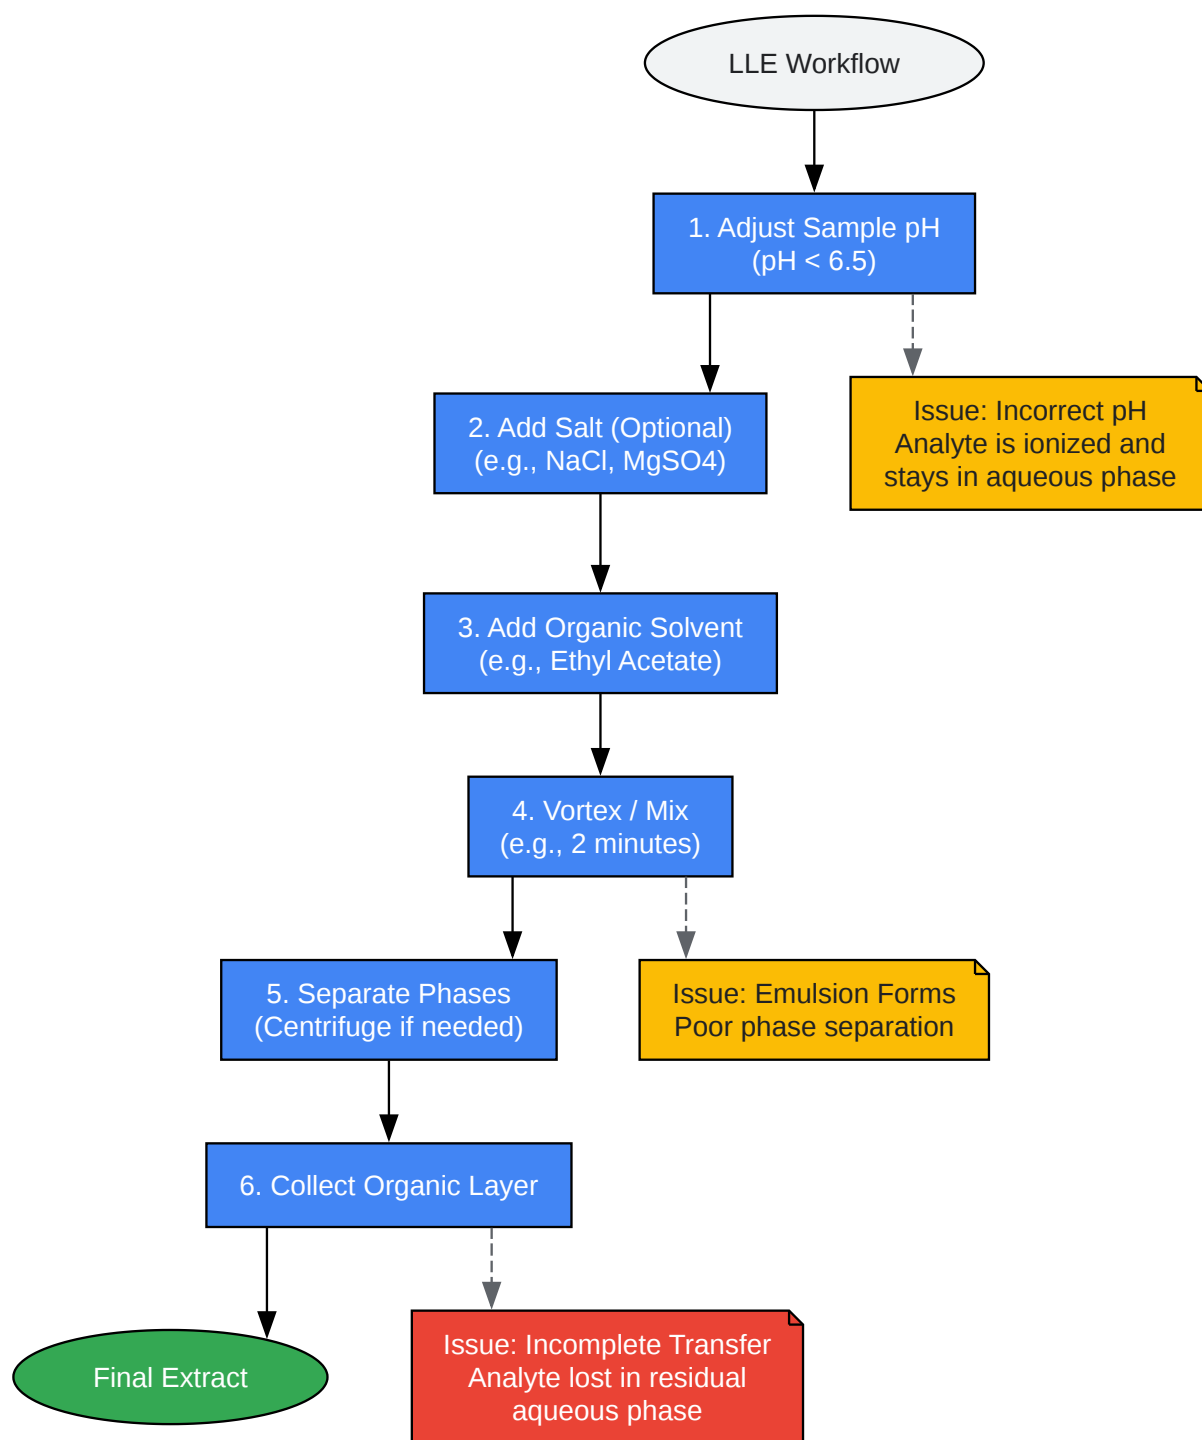 LLE Workflow
1. Adjust Sample pH
(pH < 6.5)
2. Add Salt (Optional)
(e.g., NaCl, MgSO4)
Issue: Incorrect pH
Analyte is ionized and
stays in aqueous phase
3. Add Organic Solvent
(e.g., Ethyl Acetate)
4. Vortex / Mix
(e.g., 2 minutes)
5. Separate Phases
(Centrifuge if needed)
Issue: Emulsion Forms
Poor phase separation
6. Collect Organic Layer
Final Extract
Issue: Incomplete Transfer
Analyte lost in residual
aqueous phase